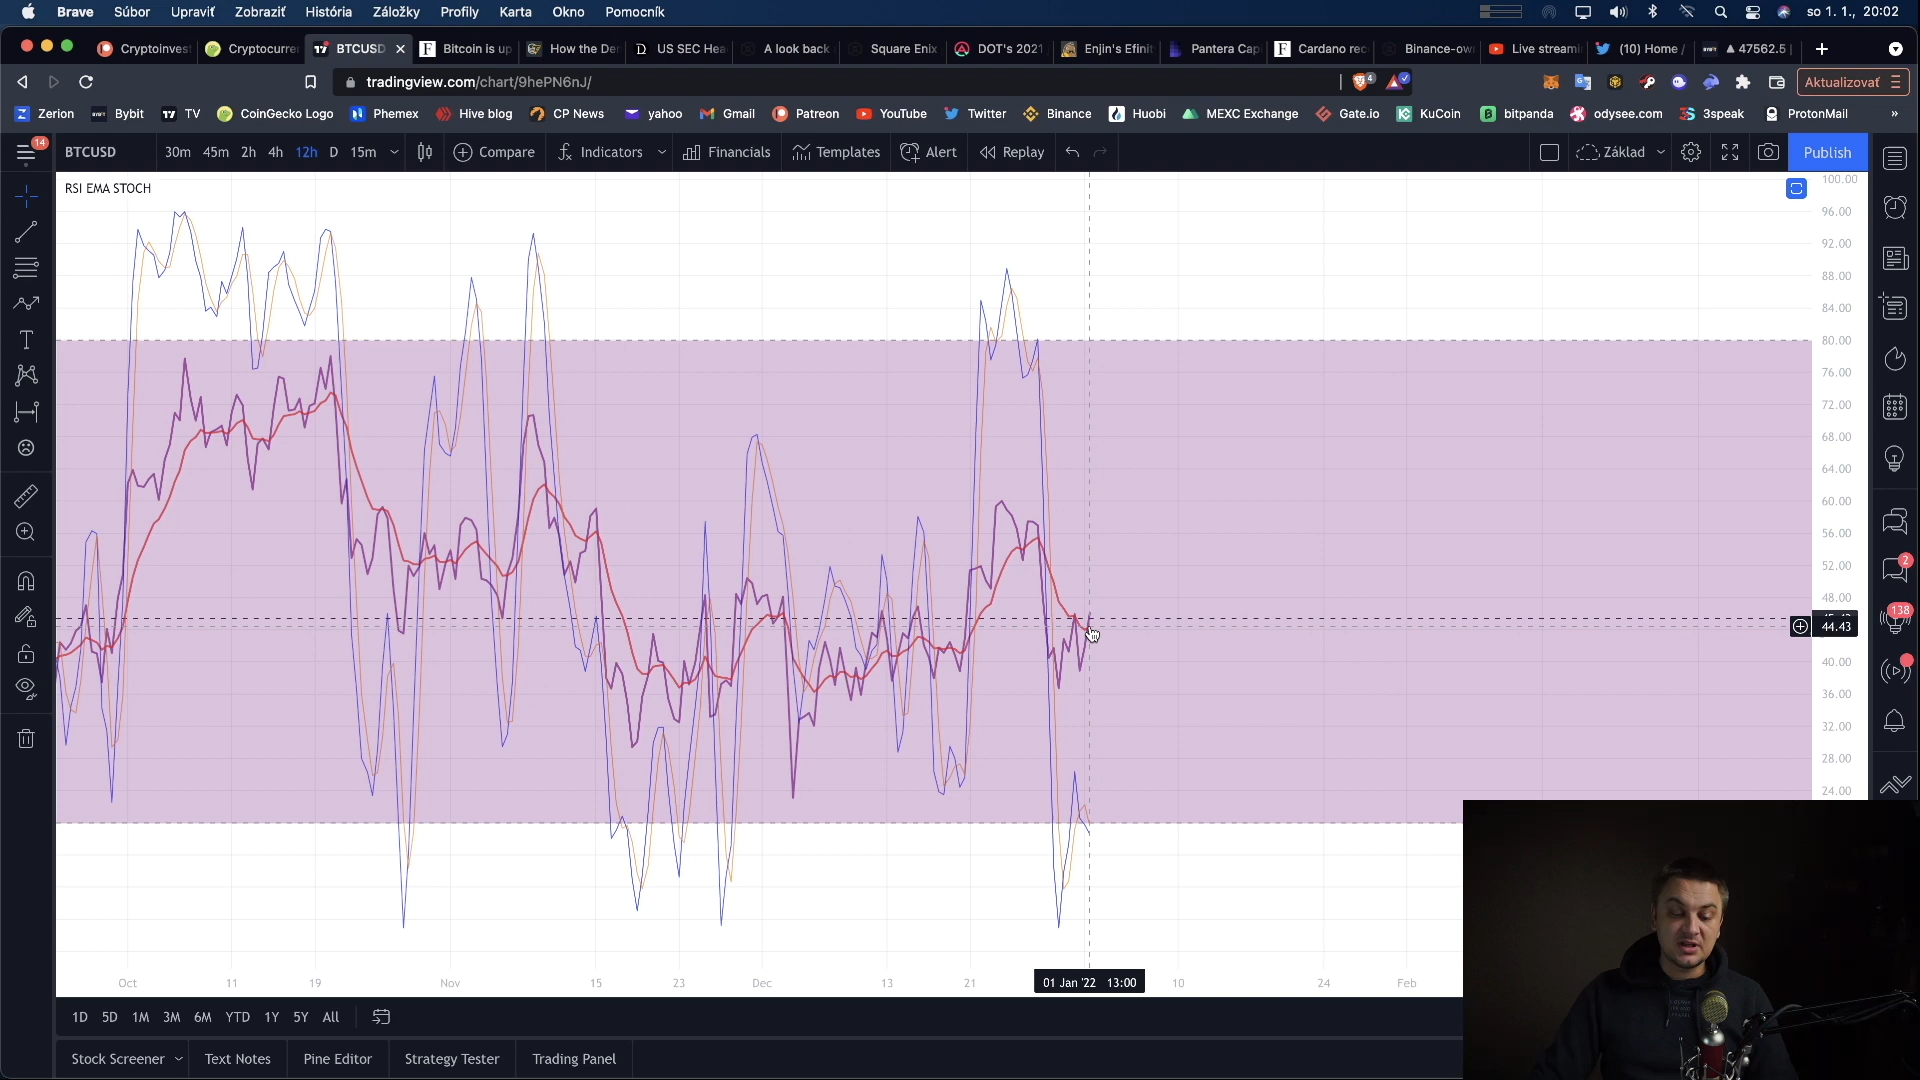 Brave Súbor Upraviť Zobraziť História Záložky Profily Karta Okno Pomocník so 1. 1., 20:02
Cryptoinvest Cryptocurre BTCUSD Bitcoin is up How the De US SEC Hea A look back Square Enix DOT's 2021 Enjin's Efinit Pantera Cap Cardano rec Binance-ow Live streami (10) Home / ▲ 47562.5
tradingview.com/chart/9hePN6nJ/ 4 Aktualizovať
Zerion Bybit TV CoinGecko Logo Phemex Hive blog CP News yahoo Gmail Patreon YouTube Twitter Binance Huobi MEXC Exchange Gate.io KuCoin bitpanda odysee.com 3speak ProtonMail »
14 BTCUSD 30m 45m 2h 4h 12h D 15m Compare Indicators Financials Templates Alert Replay Základ Publish
RSI EMA STOCH
100.00
96.00
92.00
88.00
84.00
80.00
76.00
72.00
68.00
64.00
60.00
56.00
52.00
48.00
44.43
40.00
36.00
32.00
28.00
24.00
2
138
Oct 11 19 Nov 15 23 Dec 13 21 01 Jan '22 13:00 10 24 Feb
1D 5D 1M 3M 6M YTD 1Y 5Y All
Stock Screener Text Notes Pine Editor Strategy Tester Trading Panel